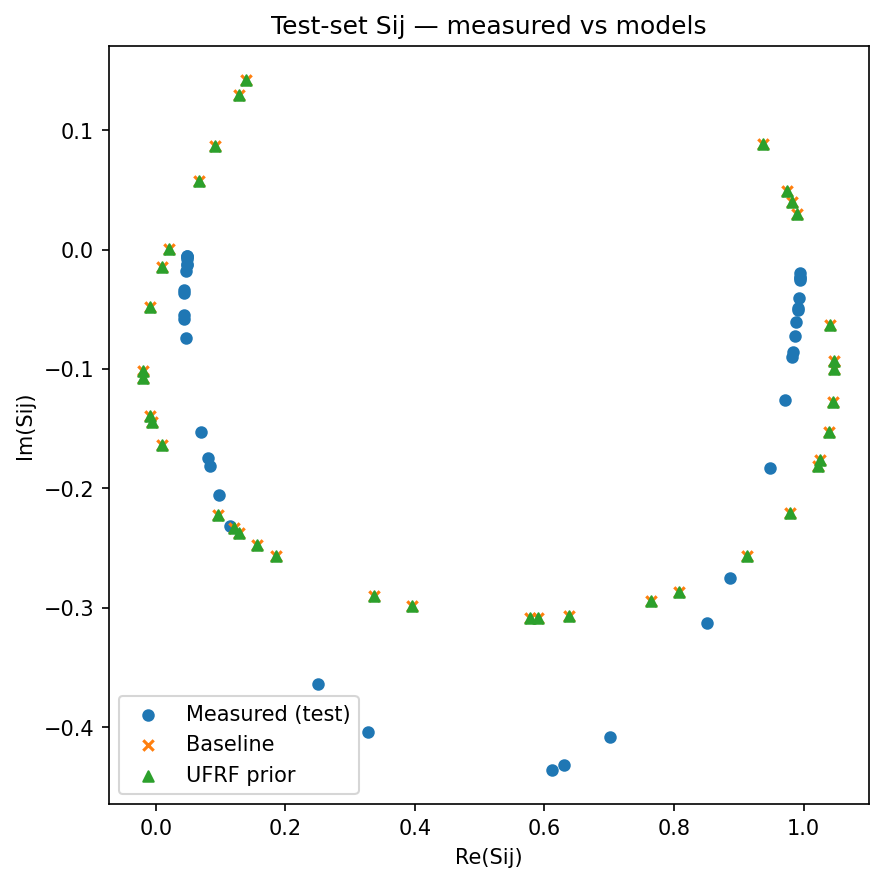 Test-set Sij — measured vs models
Im(Sij)
0.1
0.0
−0.1
−0.2
−0.3
−0.4
Measured (test)
Baseline
UFRF prior
0.0 0.2 0.4 0.6 0.8 1.0
Re(Sij)